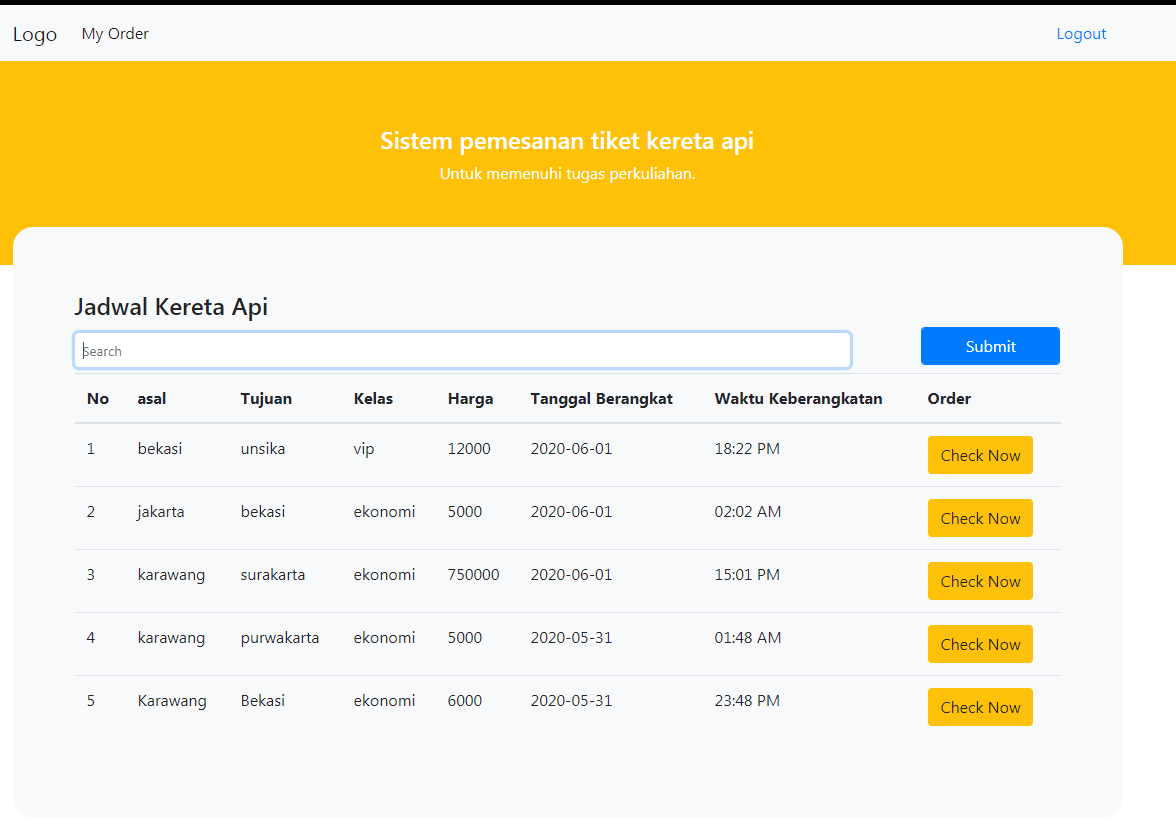 Logo My Order Logout
Sistem pemesanan tiket kereta api
Untuk memenuhi tugas perkuliahan.
Jadwal Kereta Api
Search Submit
No asal Tujuan Kelas Harga Tanggal Berangkat Waktu Keberangkatan Order
1 bekasi unsika vip 12000 2020-06-01 18:22 PM Check Now
2 jakarta bekasi ekonomi 5000 2020-06-01 02:02 AM Check Now
3 karawang surakarta ekonomi 750000 2020-06-01 15:01 PM Check Now
4 karawang purwakarta ekonomi 5000 2020-05-31 01:48 AM Check Now
5 Karawang Bekasi ekonomi 6000 2020-05-31 23:48 PM Check Now